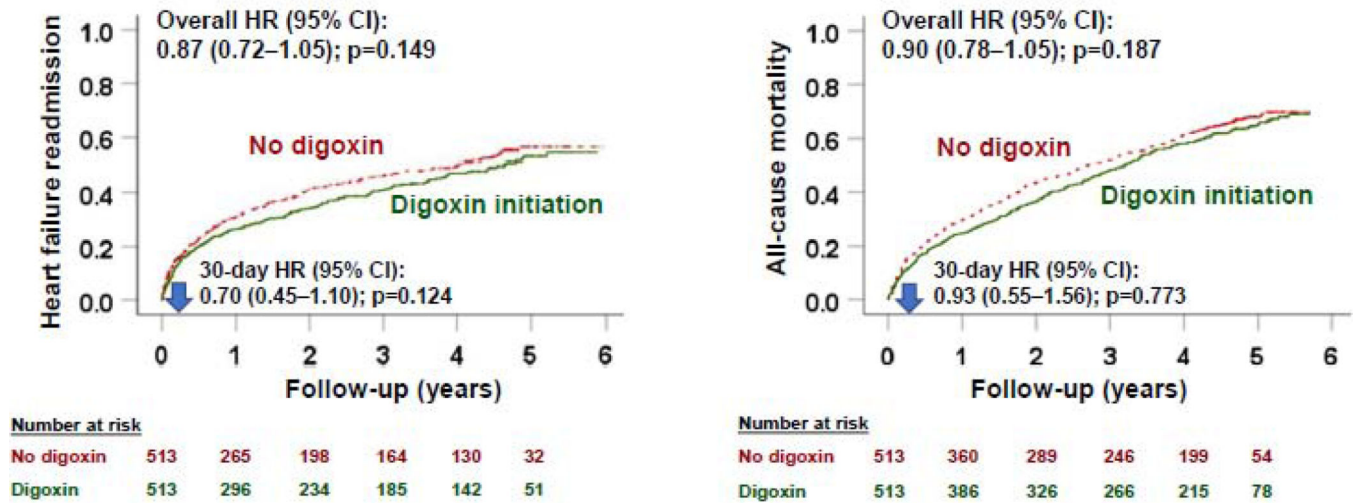 Overall HR (95% CI):
0.87 (0.72–1.05); p=0.149
Heart failure readmission
1.0
0.8
0.6
0.4
0.2
0.0
No digoxin
Digoxin initiation
30-day HR (95% CI):
0.70 (0.45–1.10); p=0.124
0 1 2 3 4 5 6
Follow-up (years)
Number at risk
No digoxin 513 265 198 164 130 32
Digoxin 513 296 234 185 142 51
Overall HR (95% CI):
0.90 (0.78–1.05); p=0.187
All-cause mortality
1.0
0.8
0.6
0.4
0.2
0.0
No digoxin
Digoxin initiation
30-day HR (95% CI):
0.93 (0.55–1.56); p=0.773
0 1 2 3 4 5 6
Follow-up (years)
Number at risk
No digoxin 513 360 289 246 199 54
Digoxin 513 386 326 266 215 78